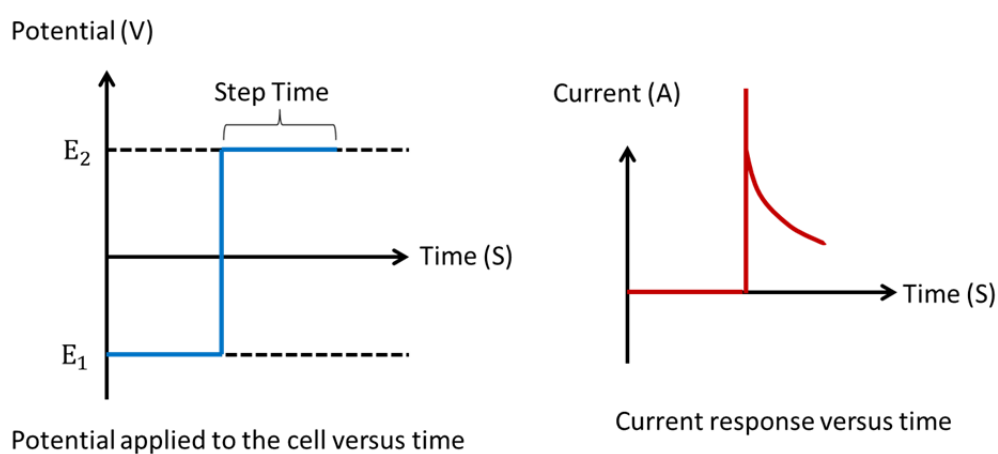 Potential (V)
Step Time
E₂
Time (S)
E₁
Potential applied to the cell versus time
Current (A)
Time (S)
Current response versus time